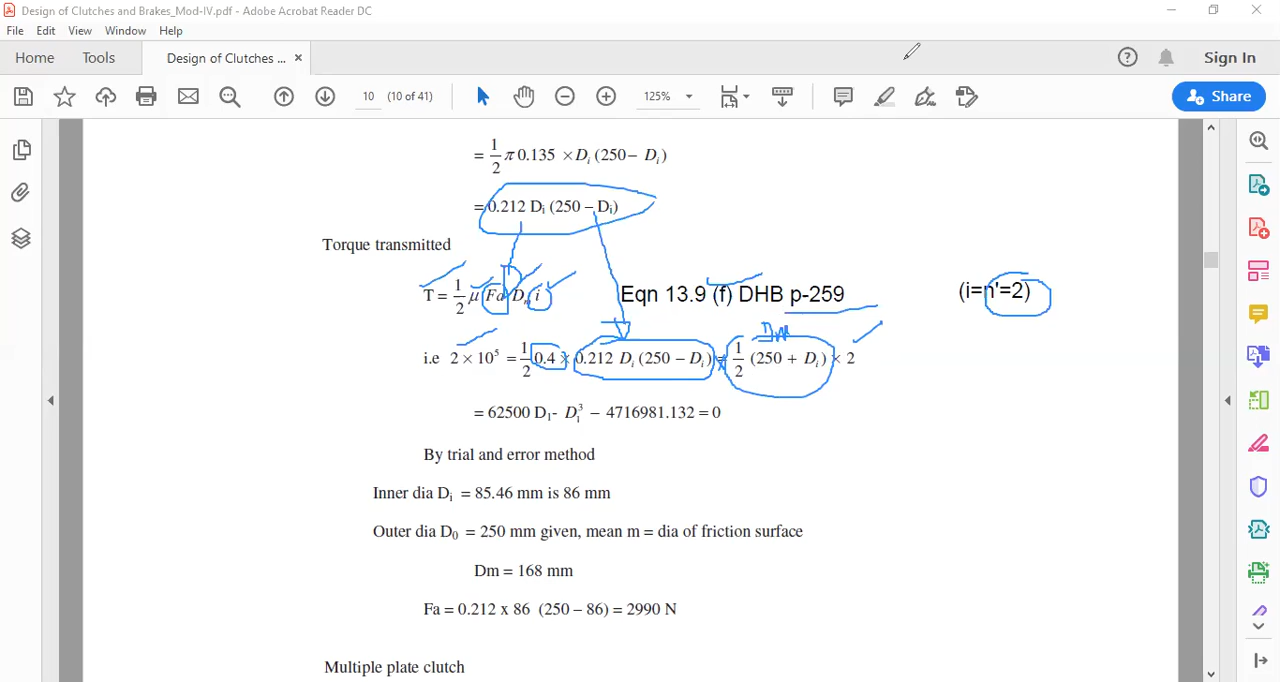 Design of Clutches and Brakes_Mod-IV.pdf - Adobe Acrobat Reader DC
File Edit View Window Help
Home Tools Design of Clutches ... × Sign In
10 (10 of 41) 125% Share
= 1/2 π 0.135 × Di (250 – Di)
= 0.212 Di (250 – Di)
Torque transmitted
T = 1/2 μ Fa Dm i Eqn 13.9 (f) DHB p-259 (i=n'=2)
Dm
i.e 2 × 10⁵ = 1/2 0.4 × 0.212 Di (250 – Di) × 1/2 (250 + Di) × 2
= 62500 D1- Di³ – 4716981.132 = 0
By trial and error method
Inner dia Di = 85.46 mm is 86 mm
Outer dia D0 = 250 mm given, mean m = dia of friction surface
Dm = 168 mm
Fa = 0.212 x 86 (250 – 86) = 2990 N
Multiple plate clutch